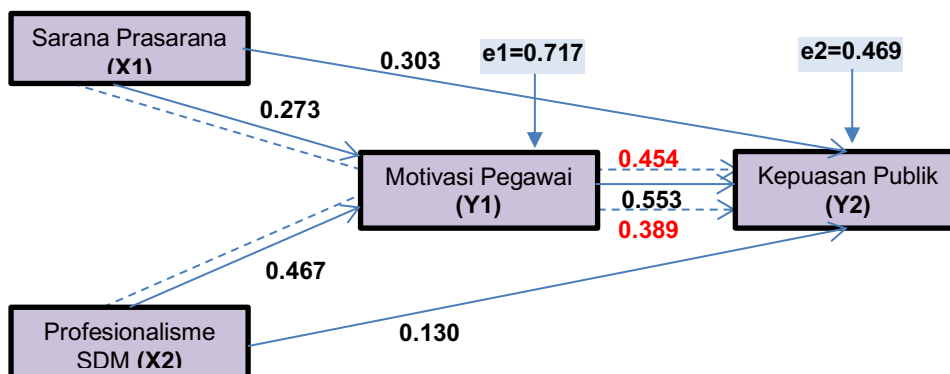 Sarana Prasarana
(X1)
e1=0.717
e2=0.469
0.303
0.273
Motivasi Pegawai
(Y1)
0.454
0.553
0.389
Kepuasan Publik
(Y2)
0.467
0.130
Profesionalisme
SDM (X2)